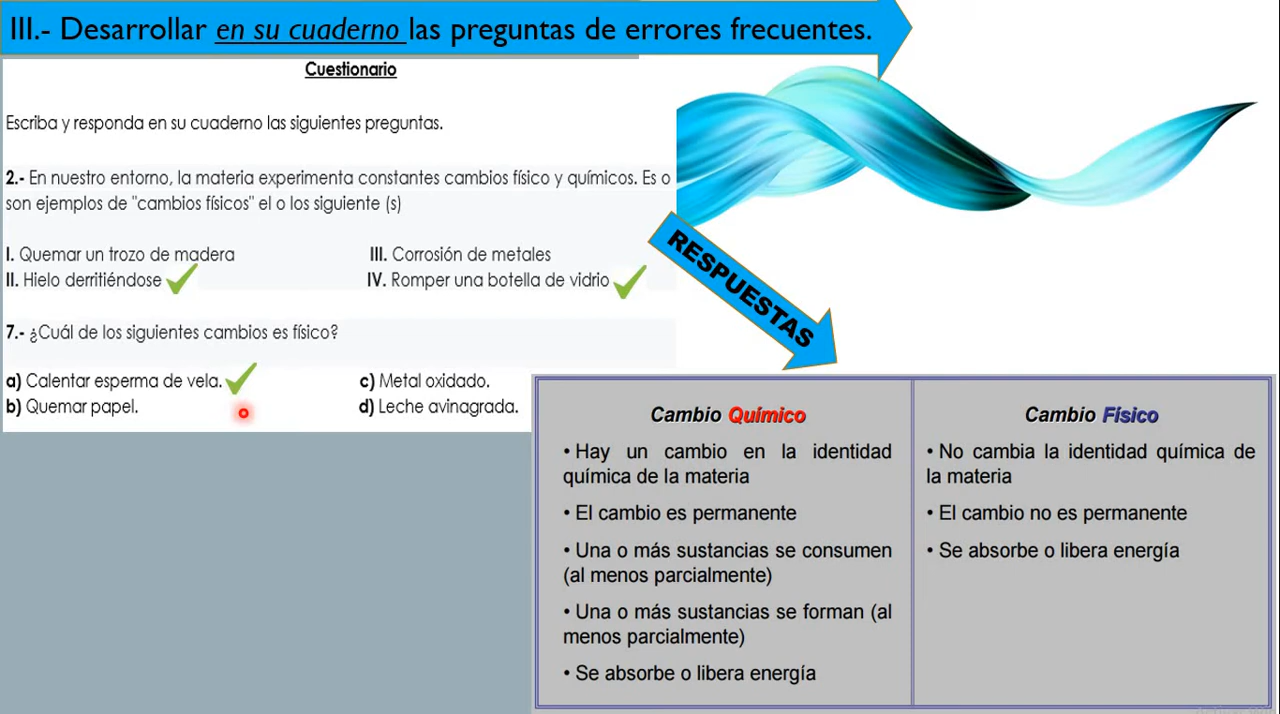 III.- Desarrollar en su cuaderno las preguntas de errores frecuentes.
Cuestionario
Escriba y responda en su cuaderno las siguientes preguntas.
2.- En nuestro entorno, la materia experimenta constantes cambios físico y químicos. Es o
son ejemplos de "cambios físicos" el o los siguiente (s)
I. Quemar un trozo de madera
III. Corrosión de metales
II. Hielo derritiéndose
IV. Romper una botella de vidrio
7.- ¿Cuál de los siguientes cambios es físico?
a) Calentar esperma de vela.
c) Metal oxidado.
b) Quemar papel.
d) Leche avinagrada.
RESPUESTAS
Cambio Químico
• Hay un cambio en la identidad
química de la materia
• El cambio es permanente
• Una o más sustancias se consumen
(al menos parcialmente)
• Una o más sustancias se forman (al
menos parcialmente)
• Se absorbe o libera energía
Cambio Físico
• No cambia la identidad química de
la materia
• El cambio no es permanente
• Se absorbe o libera energía